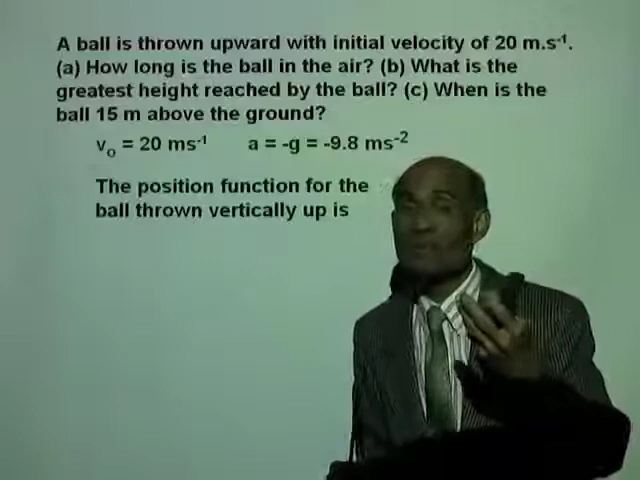 A ball is thrown upward with initial velocity of 20 m.s⁻¹.
(a) How long is the ball in the air? (b) What is the
greatest height reached by the ball? (c) When is the
ball 15 m above the ground?
v₀ = 20 ms⁻¹ a = -g = -9.8 ms⁻²
The position function for the
ball thrown vertically up is